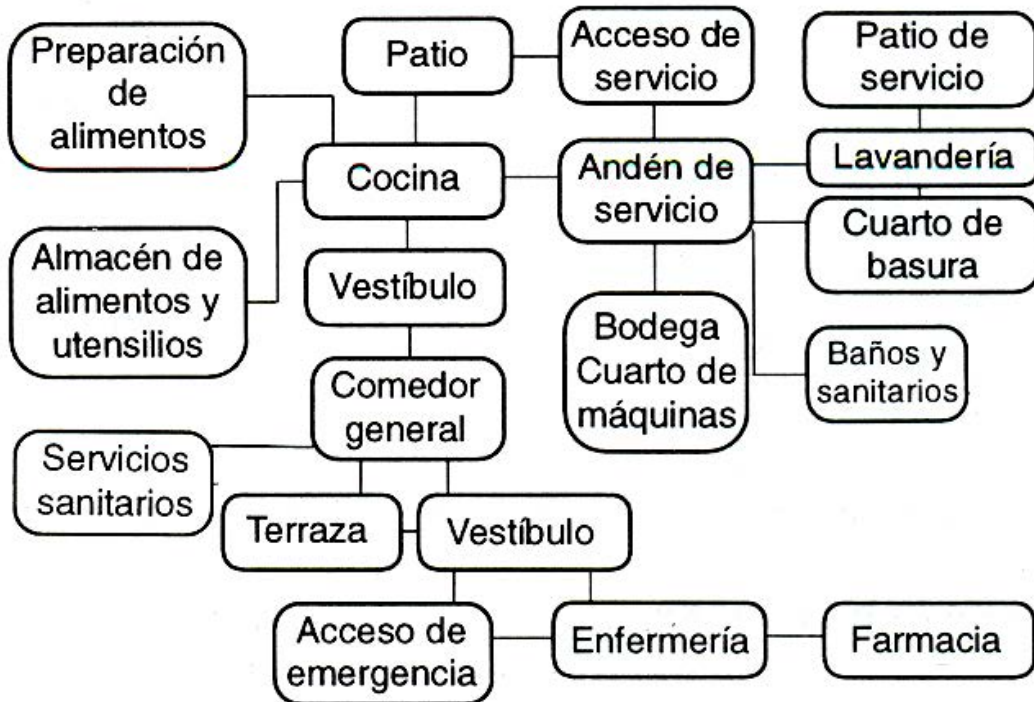 Preparación
de
alimentos
Patio
Acceso de
servicio
Patio de
servicio
Cocina
Andén de
servicio
Lavandería
Cuarto de
basura
Almacén de
alimentos y
utensilios
Vestíbulo
Bodega
Cuarto de
máquinas
Baños y
sanitarios
Comedor
general
Servicios
sanitarios
Terraza
Vestíbulo
Acceso de
emergencia
Enfermería
Farmacia